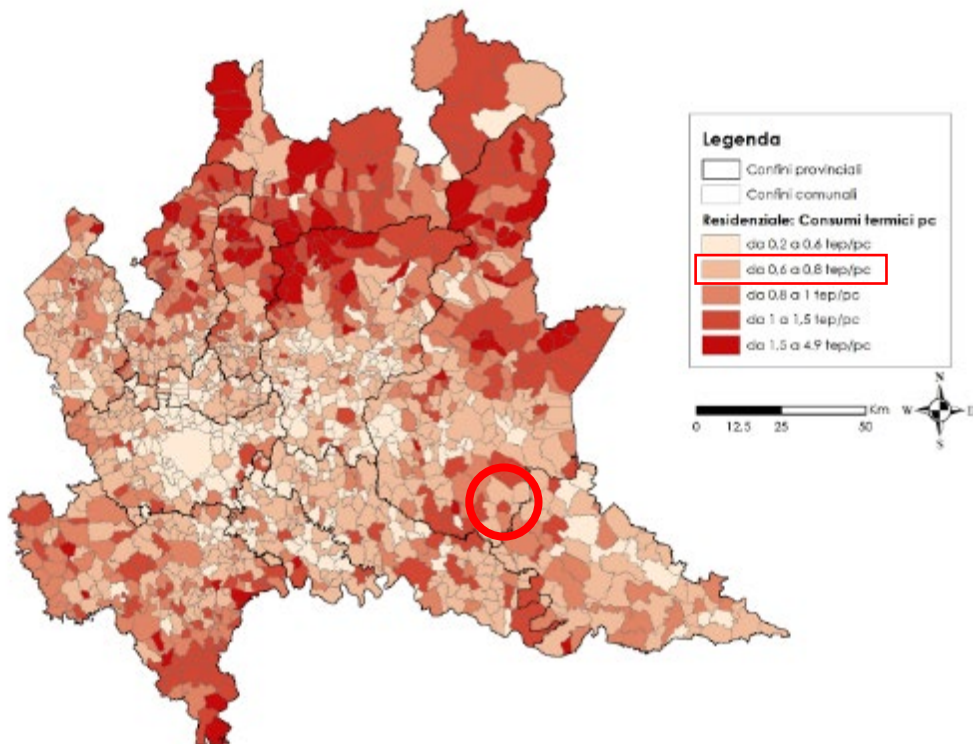 Legenda
Confini provinciali
Confini comunali
Residenziale: Consumi termici pc
da 0,2 a 0,6 tep/pc
da 0,6 a 0,8 tep/pc
da 0,8 a 1 tep/pc
da 1 a 1,5 tep/pc
da 1,5 a 4,9 tep/pc
Km
0 12,5 25 50
N
W E
S